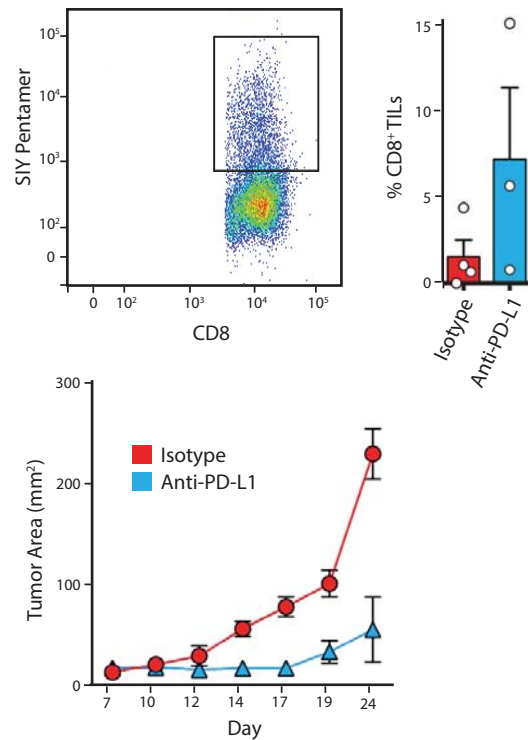 SIY Pentamer
10⁵
10⁴
10³
10²
0
0 10² 10³ 10⁴ 10⁵
CD8
% CD8⁺ TILs
15
10
5
0
Isotype
Anti-PD-L1
Tumor Area (mm²)
300
200
100
0
Isotype
Anti-PD-L1
7 10 12 14 17 19 24
Day